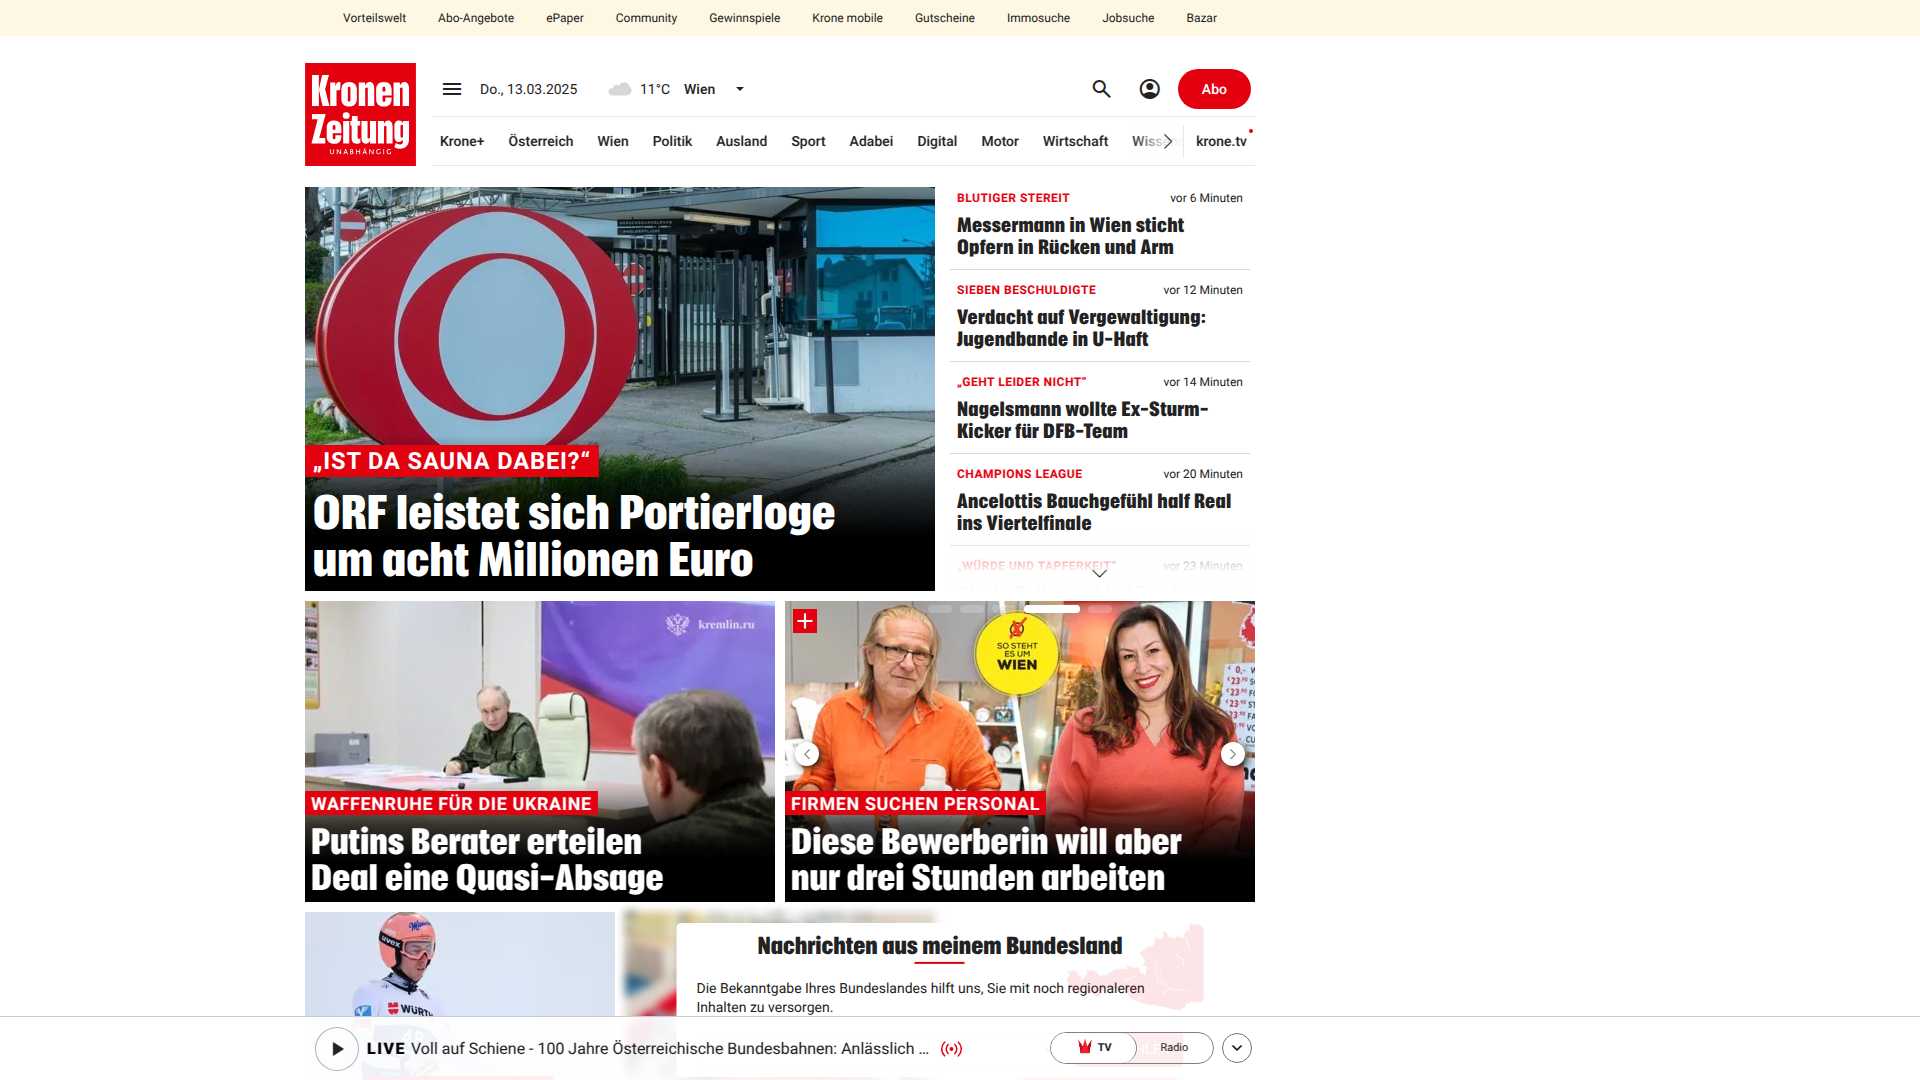 Vorteilswelt
Abo-Angebote
ePaper
Community
Gewinnspiele
Krone mobile
Gutscheine
Immosuche
Jobsuche
Bazar
Kronen
Zeitung
UNABHÄNGIG
Do., 13.03.2025
11°C
Wien
Abo
Krone+
Österreich
Wien
Politik
Ausland
Sport
Adabei
Digital
Motor
Wirtschaft
krone.tv
„IST DA SAUNA DABEI?“
ORF leistet sich Portierloge
um acht Millionen Euro
BLUTIGER STEREIT
vor 6 Minuten
Messermann in Wien sticht
Opfern in Rücken und Arm
SIEBEN BESCHULDIGTE
vor 12 Minuten
Verdacht auf Vergewaltigung:
Jugendbande in U-Haft
„GEHT LEIDER NICHT“
vor 14 Minuten
Nagelsmann wollte Ex-Sturm-
Kicker für DFB-Team
CHAMPIONS LEAGUE
vor 20 Minuten
Ancelottis Bauchgefühl half Real
ins Viertelfinale
„WÜRDE UND TAPFERKEIT“
vor 23 Minuten
kremlin.ru
WAFFENRUHE FÜR DIE UKRAINE
Putins Berater erteilen
Deal eine Quasi-Absage
SO STEHT
ES UM
WIEN
FIRMEN SUCHEN PERSONAL
Diese Bewerberin will aber
nur drei Stunden arbeiten
uvex
WÜRTH
Nachrichten aus meinem Bundesland
Die Bekanntgabe Ihres Bundeslandes hilft uns, Sie mit noch regionaleren
Inhalten zu versorgen.
LIVE Voll auf Schiene - 100 Jahre Österreichische Bundesbahnen: Anlässlich ...
TV
Radio